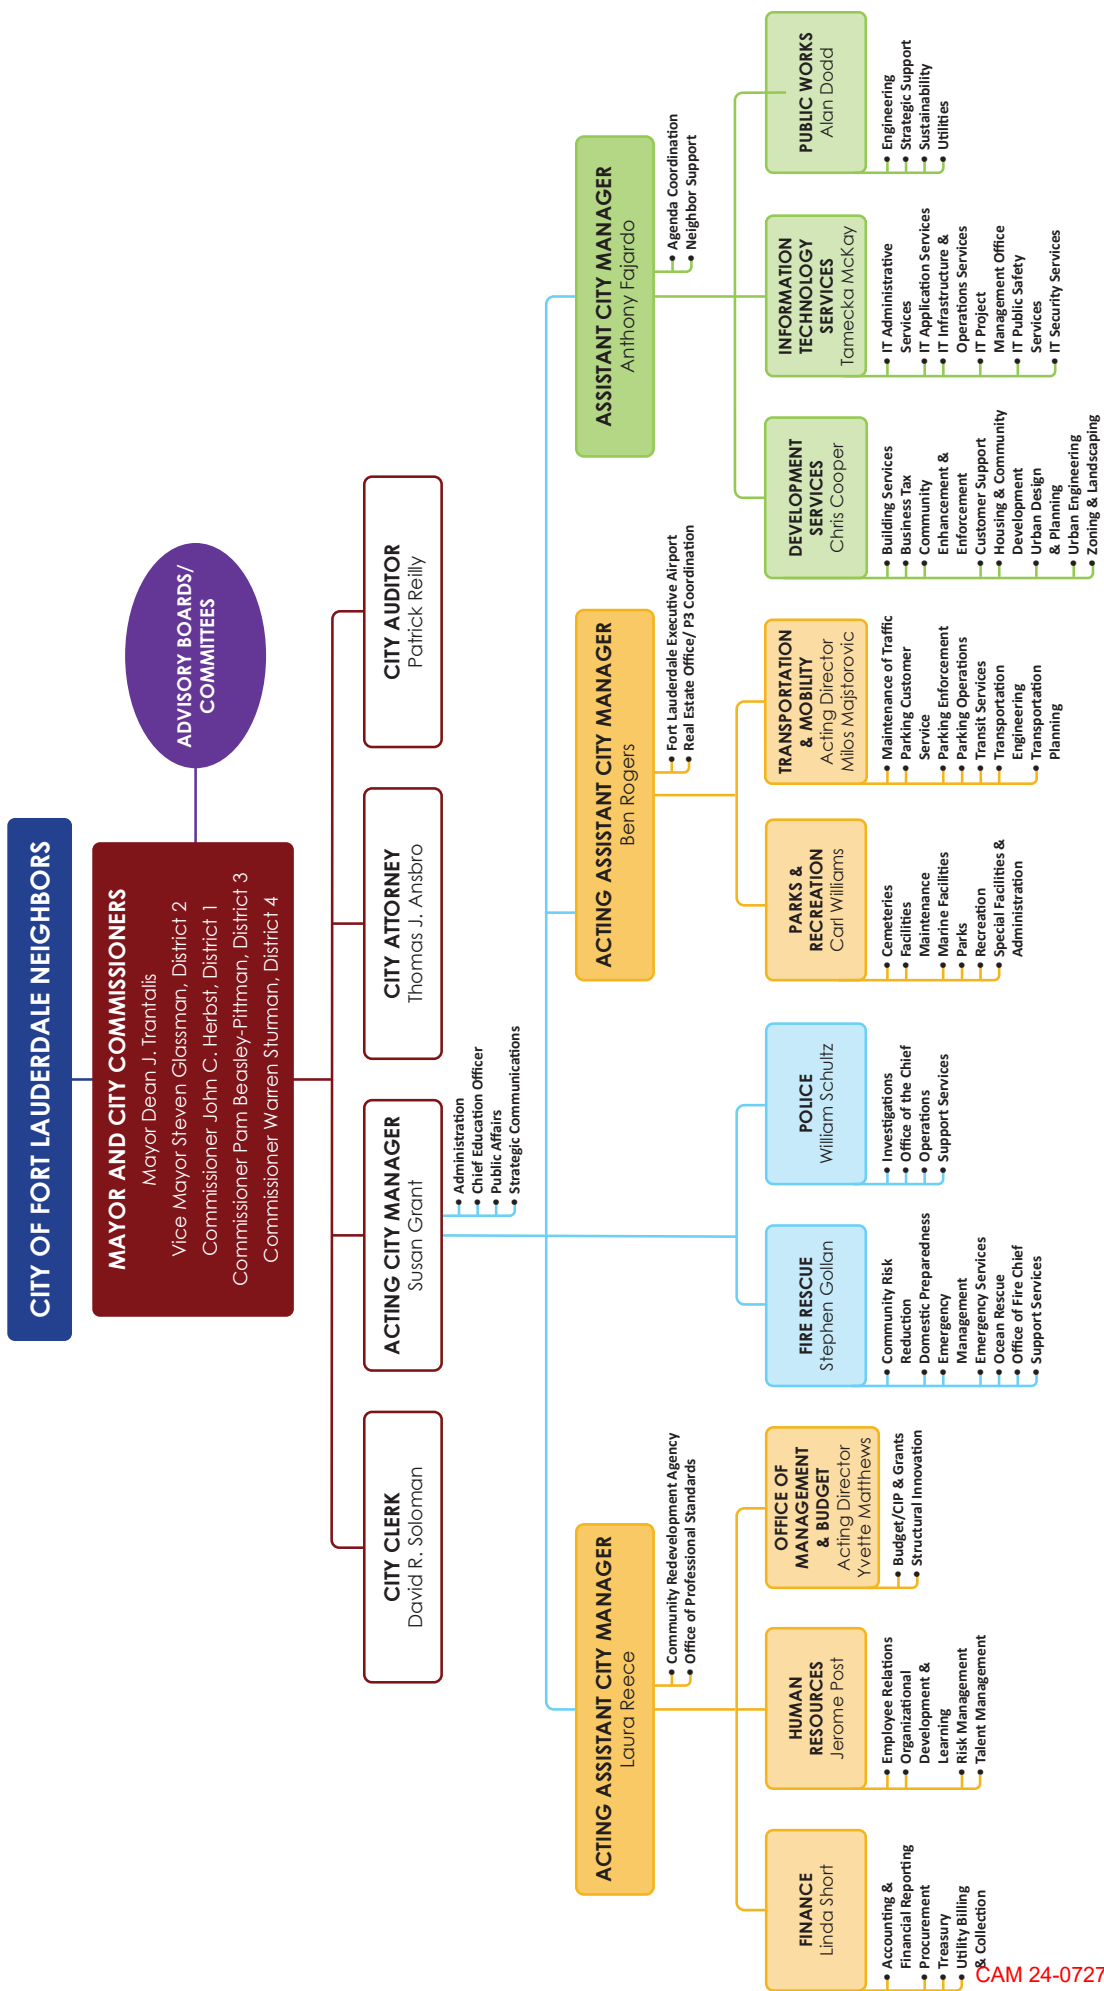 CITY OF FORT LAUDERDALE NEIGHBORS
MAYOR AND CITY COMMISSIONERS
Mayor Dean J. Trantalis
Vice Mayor Steven Glassman, District 2
Commissioner John C. Herbst, District 1
Commissioner Pam Beasley-Pittman, District 3
Commissioner Warren Sturman, District 4
ADVISORY BOARDS/
COMMITTEES
CITY CLERK
David R. Soloman
ACTING CITY MANAGER
Susan Grant
• Administration
• Chief Education Officer
• Public Affairs
• Strategic Communications
CITY ATTORNEY
Thomas J. Ansbro
CITY AUDITOR
Patrick Reilly
ACTING ASSISTANT CITY MANAGER
Laura Reece
• Community Redevelopment Agency
• Office of Professional Standards
ACTING ASSISTANT CITY MANAGER
Ben Rogers
• Fort Lauderdale Executive Airport
• Real Estate Office/ P3 Coordination
ASSISTANT CITY MANAGER
Anthony Fajardo
• Agenda Coordination
• Neighbor Support
FINANCE
Linda Short
• Accounting &
Financial Reporting
• Procurement
• Treasury
• Utility Billing
& Collection
HUMAN
RESOURCES
Jerome Post
• Employee Relations
• Organizational
Development &
Learning
• Risk Management
• Talent Management
OFFICE OF
MANAGEMENT
& BUDGET
Acting Director
Yvette Matthews
• Budget/CIP & Grants
• Structural Innovation
FIRE RESCUE
Stephen Gollan
• Community Risk
Reduction
• Domestic Preparedness
• Emergency
Management
• Emergency Services
• Ocean Rescue
• Office of Fire Chief
• Support Services
POLICE
William Schultz
• Investigations
• Office of the Chief
• Operations
• Support Services
PARKS &
RECREATION
Carl Williams
• Cemeteries
• Facilities
Maintenance
• Marine Facilities
• Parks
• Recreation
• Special Facilities &
Administration
TRANSPORTATION
& MOBILITY
Acting Director
Milos Majstorovic
• Maintenance of Traffic
• Parking Customer
Service
• Parking Enforcement
• Parking Operations
• Transit Services
• Transportation
Engineering
• Transportation
Planning
DEVELOPMENT
SERVICES
Chris Cooper
• Building Services
• Business Tax
• Community
Enhancement &
Enforcement
• Customer Support
• Housing & Community
Development
• Urban Design
& Planning
• Urban Engineering
• Zoning & Landscaping
INFORMATION
TECHNOLOGY
SERVICES
Tamecka McKay
• IT Administrative
Services
• IT Application Services
• IT Infrastructure &
Operations Services
• IT Project
Management Office
• IT Public Safety
Services
• IT Security Services
PUBLIC WORKS
Alan Dodd
• Engineering
• Strategic Support
• Sustainability
• Utilities
CAM 24-0727